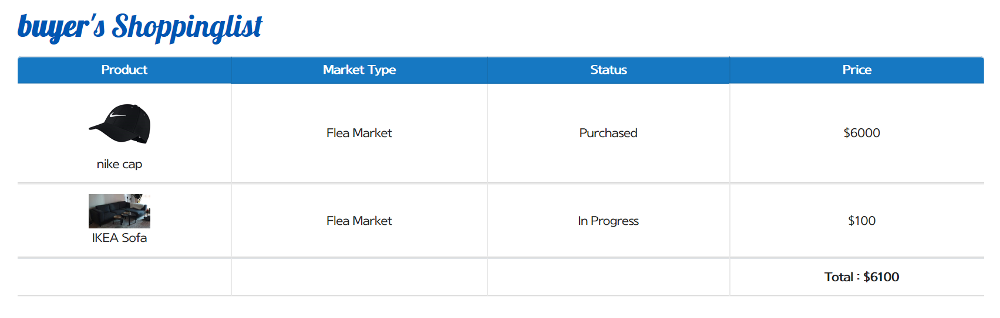 buyer's Shoppinglist
Product Market Type Status Price
Flea Market Purchased $6000
nike cap
Flea Market In Progress $100
IKEA Sofa
Total : $6100